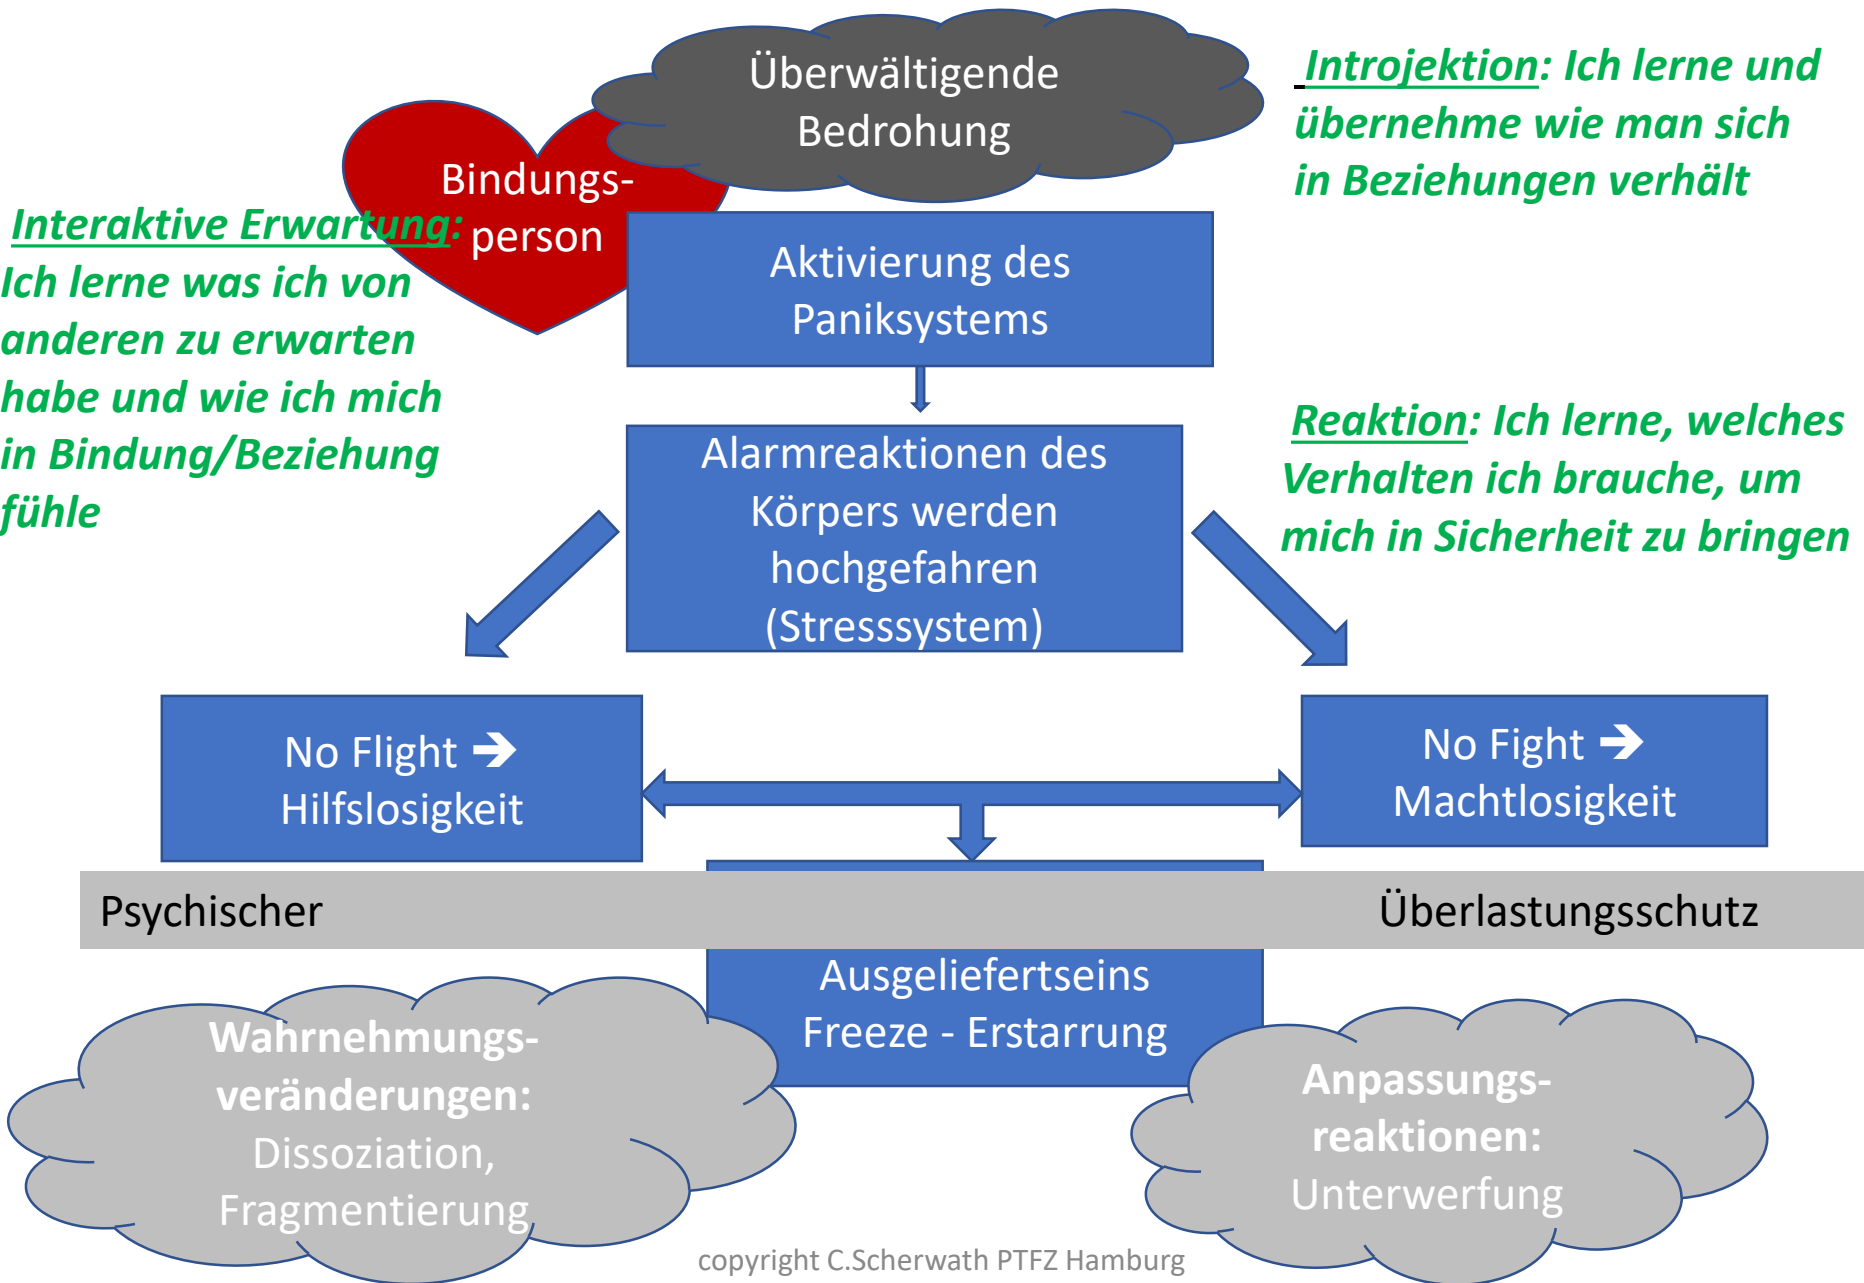 Überwältigende
Bedrohung
Introjektion: Ich lerne und
übernehme wie man sich
in Beziehungen verhält
Bindungs-
person
Interaktive Erwartung:
Ich lerne was ich von
anderen zu erwarten
habe und wie ich mich
in Bindung/Beziehung
fühle
Aktivierung des
Paniksystems
Alarmreaktionen des
Körpers werden
hochgefahren
(Stresssystem)
Reaktion: Ich lerne, welches
Verhalten ich brauche, um
mich in Sicherheit zu bringen
No Flight ➔
Hilfslosigkeit
No Fight ➔
Machtlosigkeit
Psychischer Überlastungsschutz
Ausgeliefertseins
Freeze - Erstarrung
Wahrnehmungs-
veränderungen:
Dissoziation,
Fragmentierung
Anpassungs-
reaktionen:
Unterwerfung
copyright C.Scherwath PTFZ Hamburg